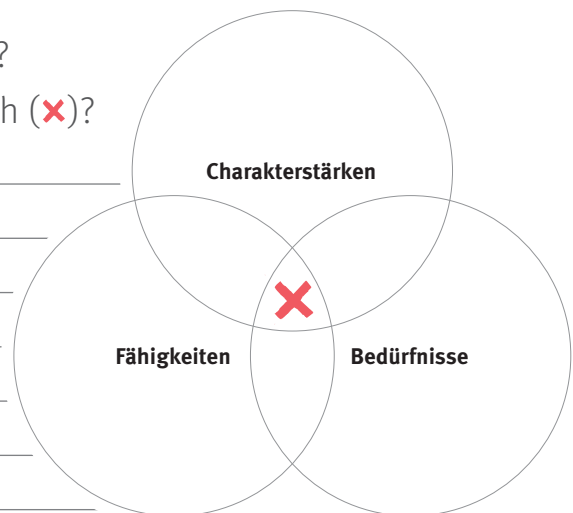 ?
h (×)?
Charakterstärken
Fähigkeiten
Bedürfnisse